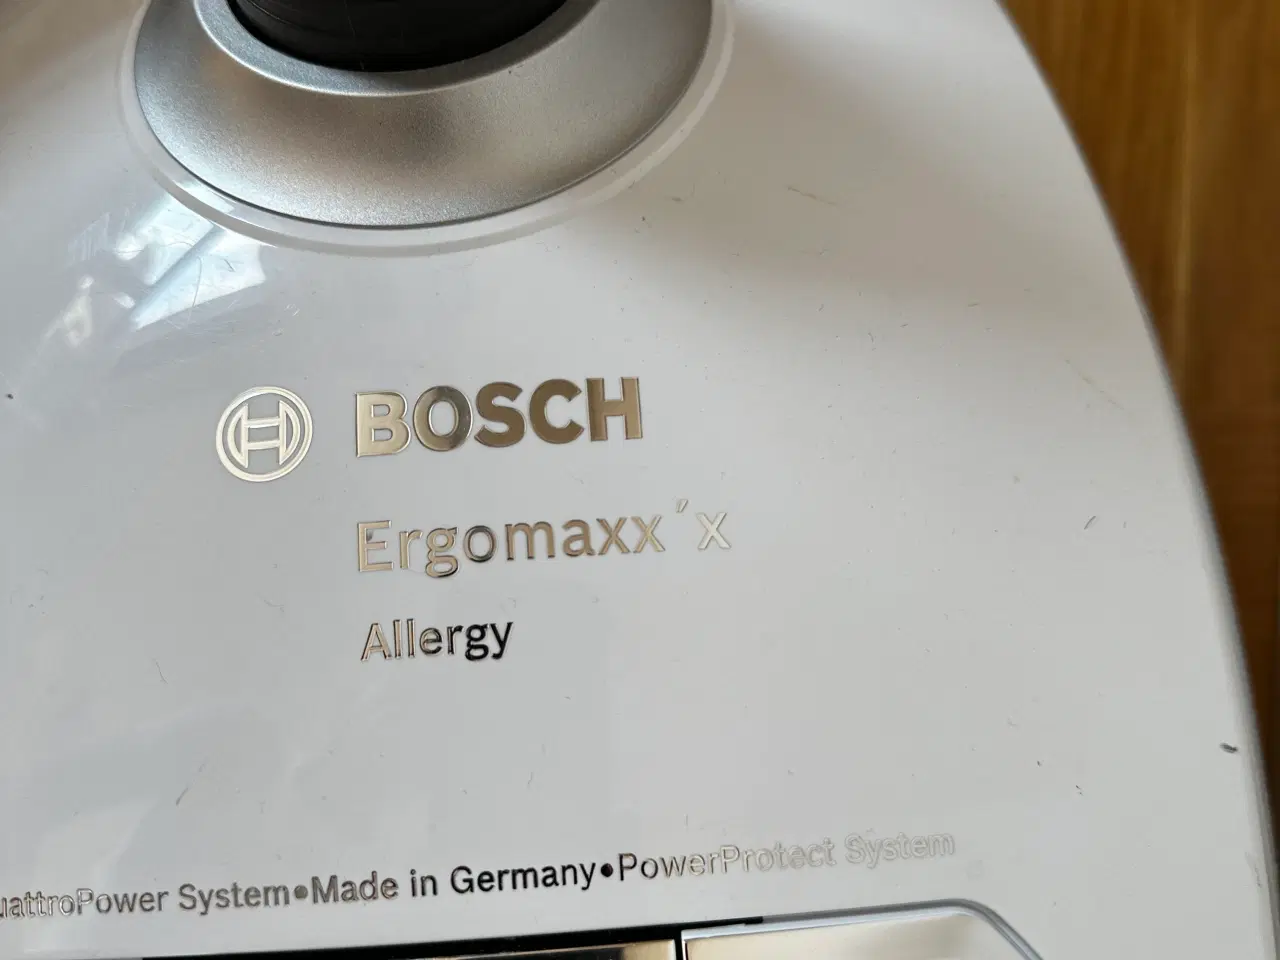 BOSCH
Ergomaxx´x
Allergy
uattroPower System•Made in Germany•PowerProtect System